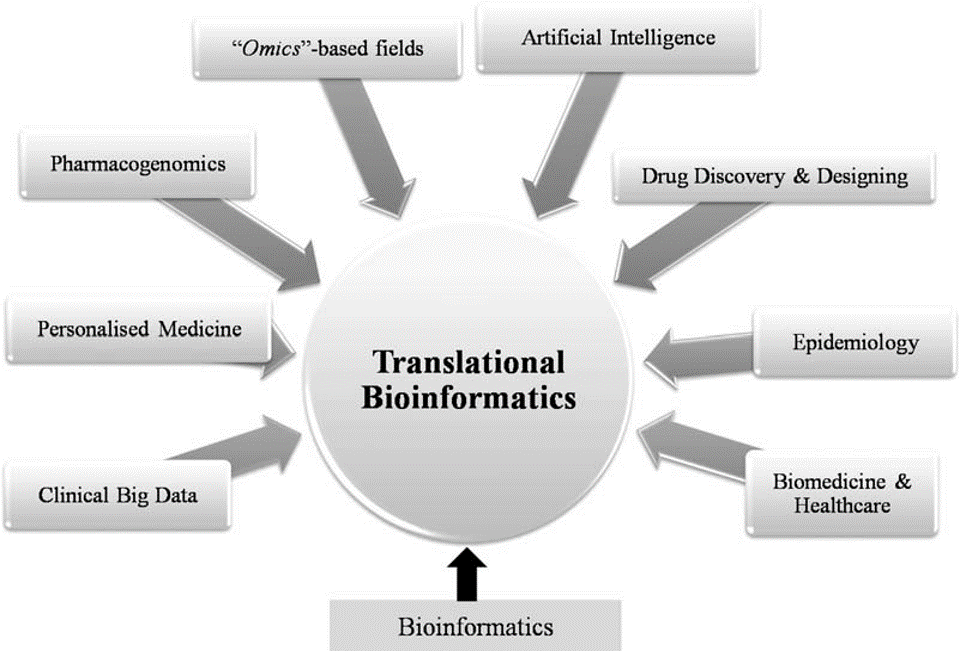 Artificial Intelligence
“Omics”-based fields
Pharmacogenomics
Drug Discovery & Designing
Personalised Medicine
Epidemiology
Translational
Bioinformatics
Clinical Big Data
Biomedicine &
Healthcare
Bioinformatics